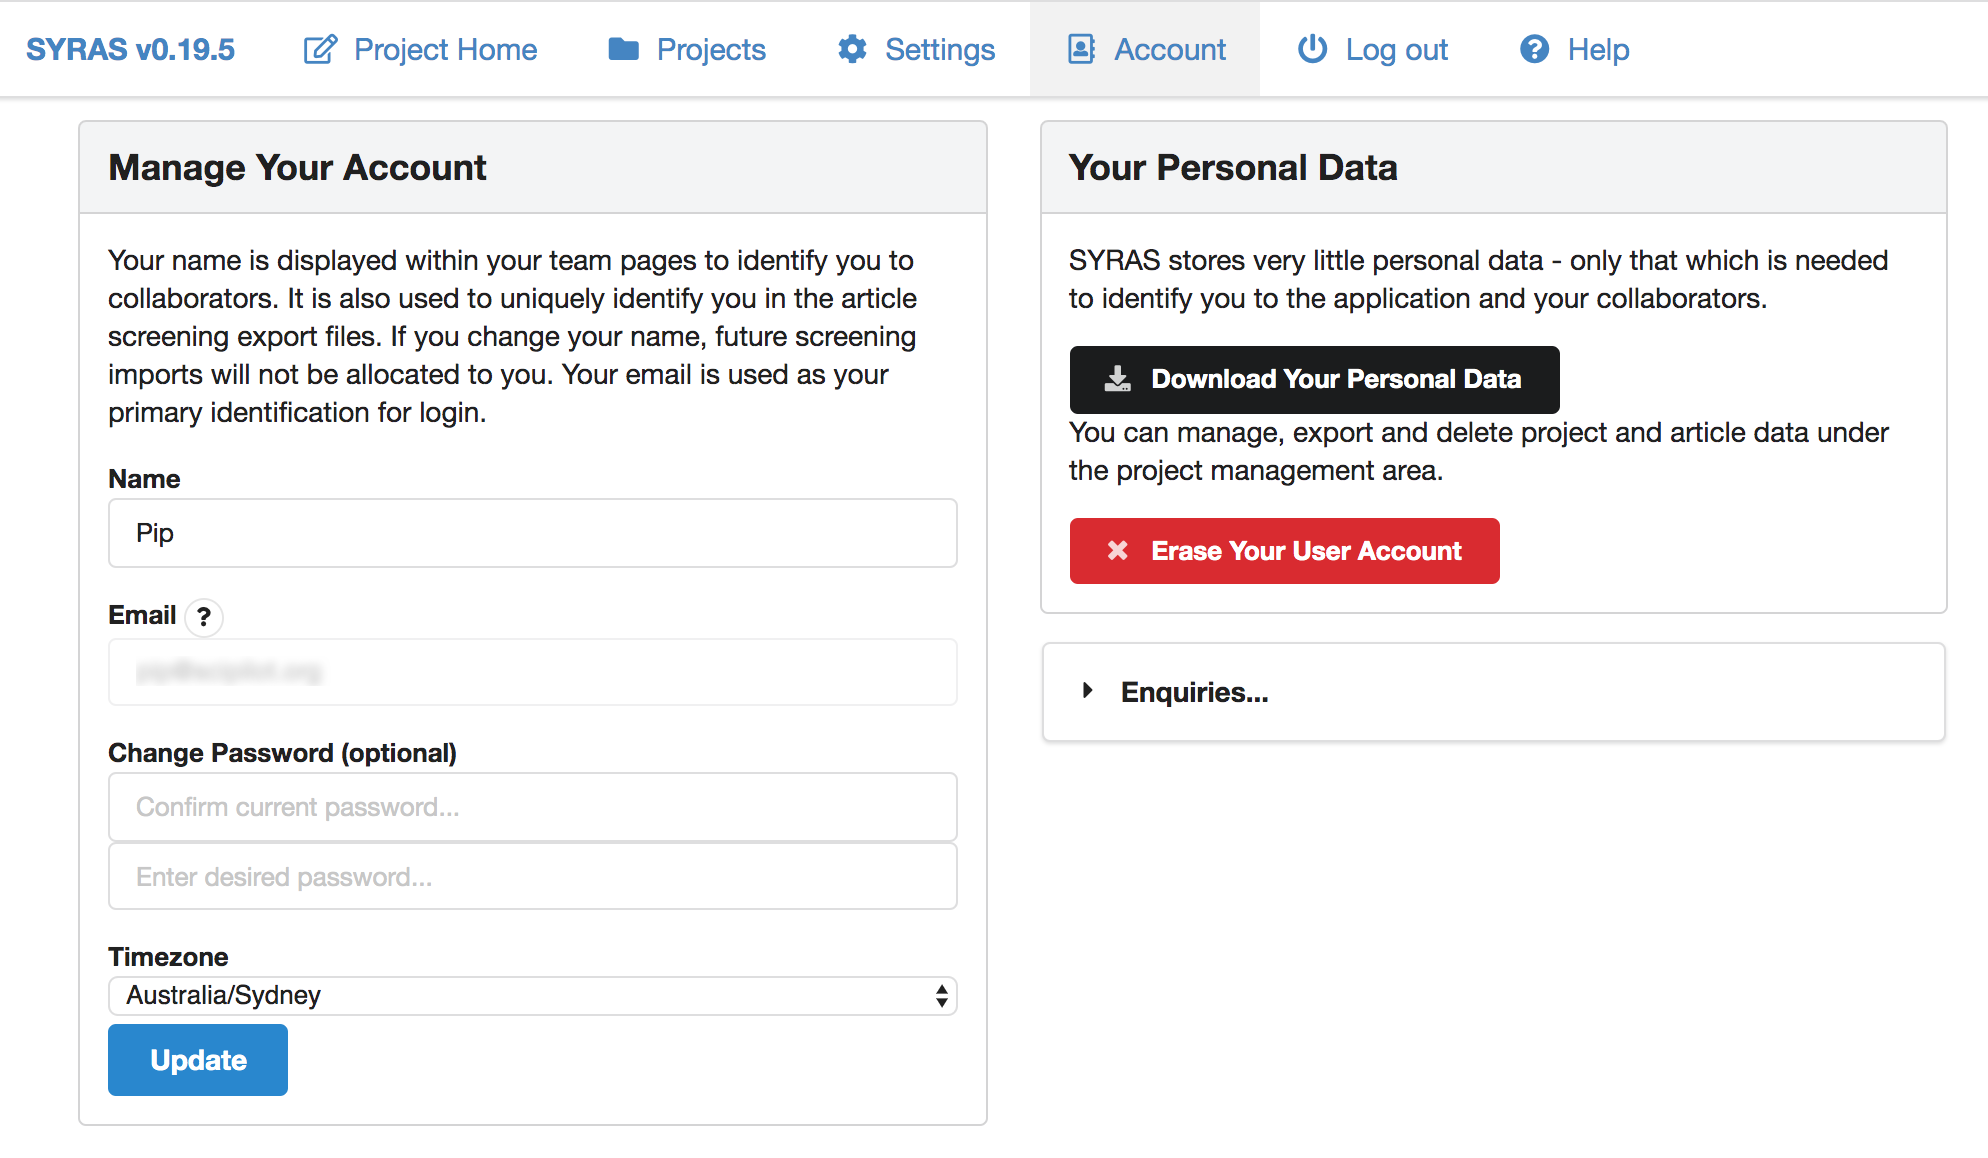 SYRAS v0.19.5 Project Home Projects Settings Account Log out Help
Manage Your Account
Your name is displayed within your team pages to identify you to
collaborators. It is also used to uniquely identify you in the article
screening export files. If you change your name, future screening
imports will not be allocated to you. Your email is used as your
primary identification for login.
Name
Pip
Email ?
Change Password (optional)
Confirm current password...
Enter desired password...
Timezone
Australia/Sydney
Update
Your Personal Data
SYRAS stores very little personal data - only that which is needed
to identify you to the application and your collaborators.
Download Your Personal Data
You can manage, export and delete project and article data under
the project management area.
Erase Your User Account
Enquiries...